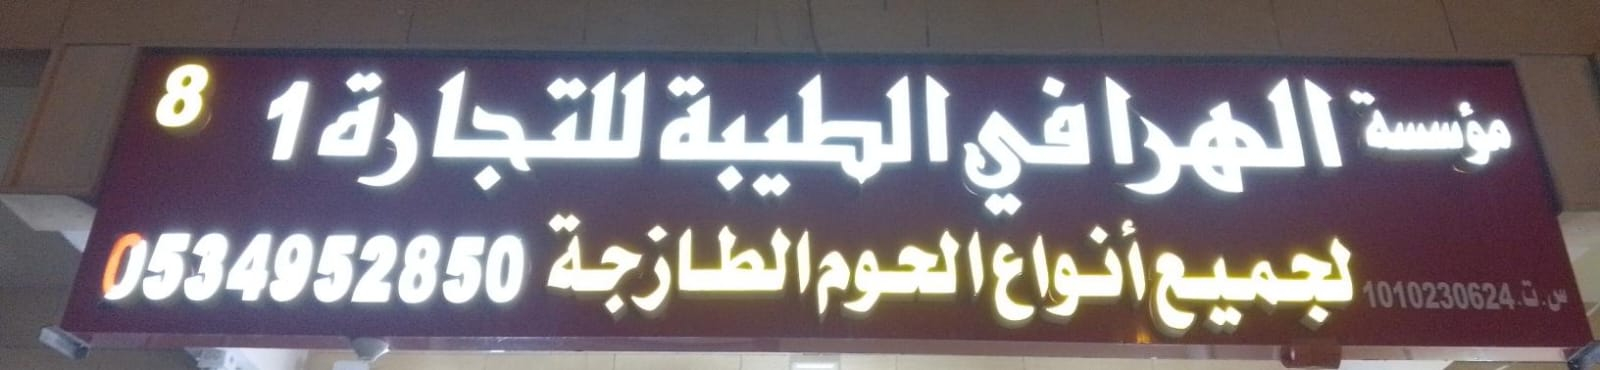 مؤسسة الهرافي الطيبة للتجارة 1 8
لجميع أنواع الحوم الطازجة 0534952850
س.ت.1010230624